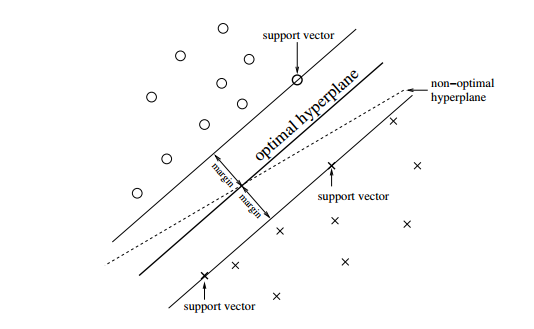 support vector
optimal hyperplane
non−optimal
hyperplane
margin
margin
support vector
support vector